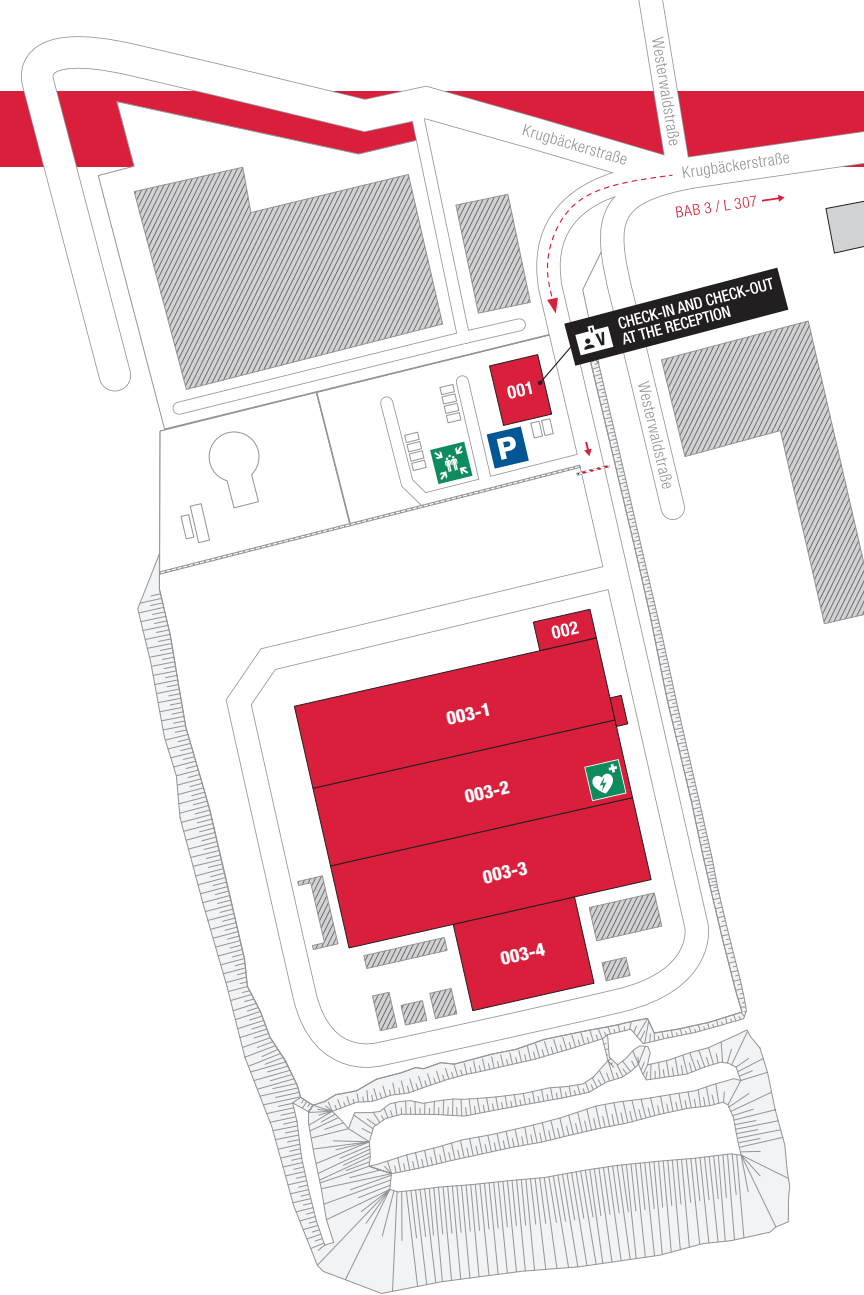 Westerwaldstraße
Krugbäckerstraße
Krugbäckerstraße
BAB 3 / L 307
CHECK-IN AND CHECK-OUT
AT THE RECEPTION
V
001
P
Westerwaldstraße
002
003-1
003-2
003-3
003-4